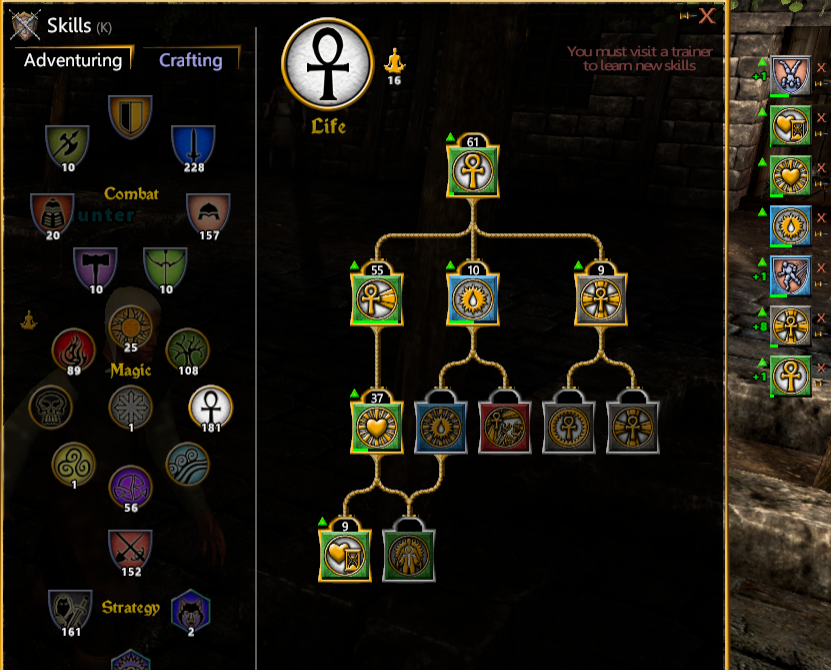 Skills (K)
X
Adventuring
Crafting
16
Life
You must visit a trainer
to learn new skills
10
228
Combat
unter
20
157
10
10
25
89
108
Magic
1
181
1
56
152
Strategy
161
2
61
55
10
9
37
9
+1
X
X
X
X
+1
X
+8
X
+1
X